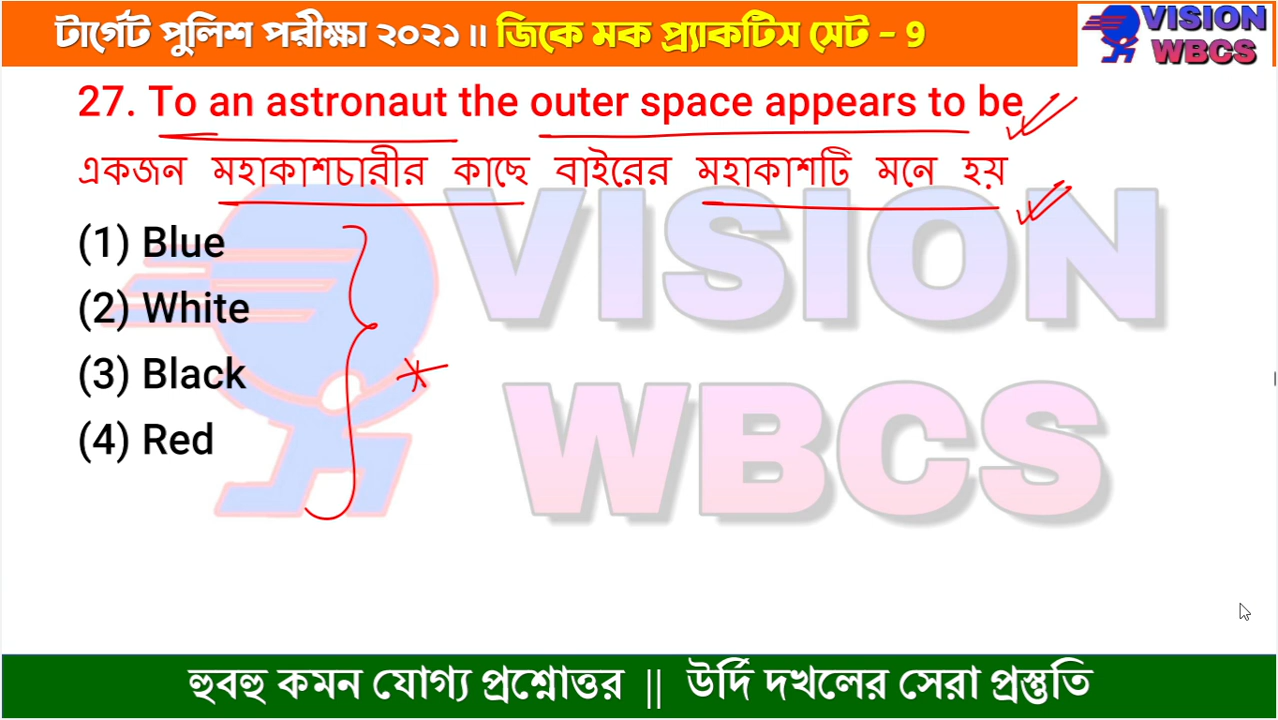 টার্গেট পুলিশ পরীক্ষা ২০২১ ॥ জিকে মক প্র্যাকটিস সেট - 9
VISION
WBCS
27. To an astronaut the outer space appears to be
একজন মহাকাশচারীর কাছে বাইরের মহাকাশটি মনে হয়
(1) Blue
(2) White
(3) Black
(4) Red
VISION
WBCS
হুবহু কমন যোগ্য প্রশ্নোত্তর || উর্দি দখলের সেরা প্রস্তুতি